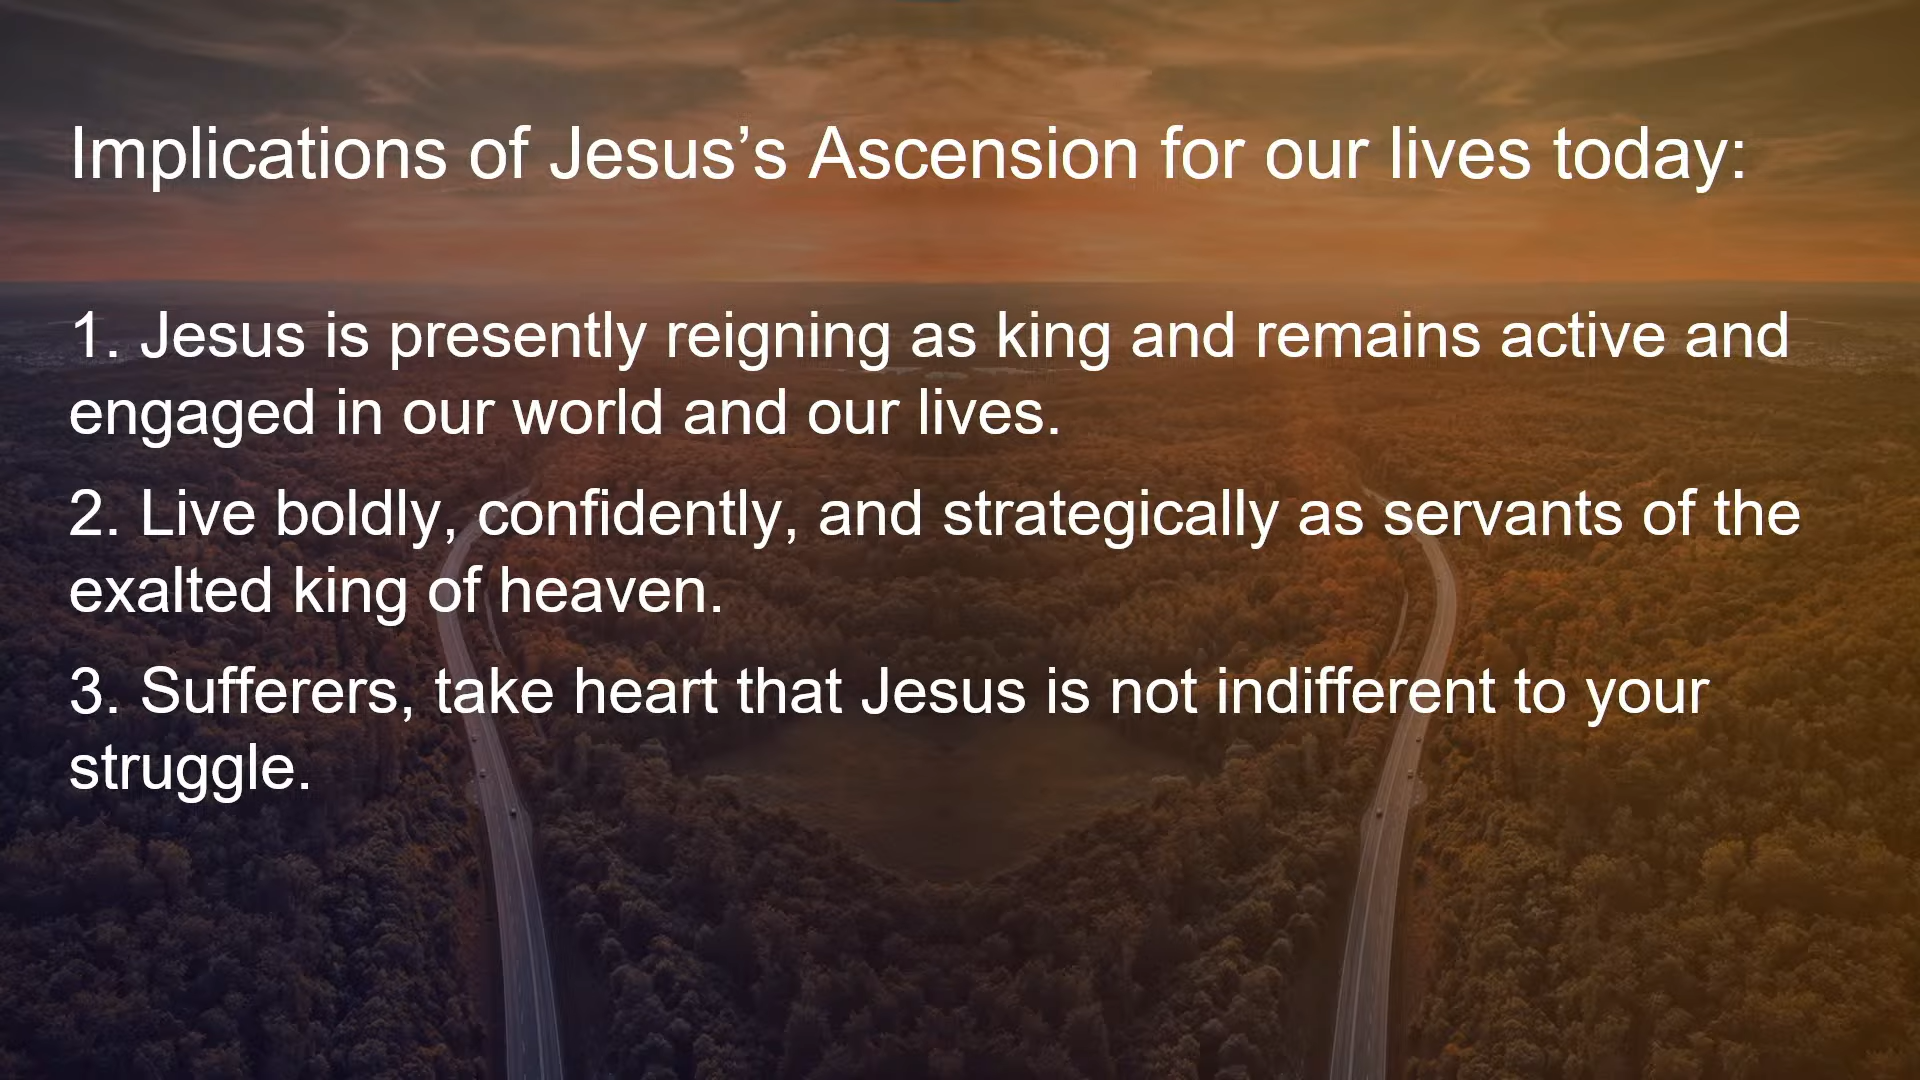 Implications of Jesus’s Ascension for our lives today:
1. Jesus is presently reigning as king and remains active and
engaged in our world and our lives.
2. Live boldly, confidently, and strategically as servants of the
exalted king of heaven.
3. Sufferers, take heart that Jesus is not indifferent to your
struggle.